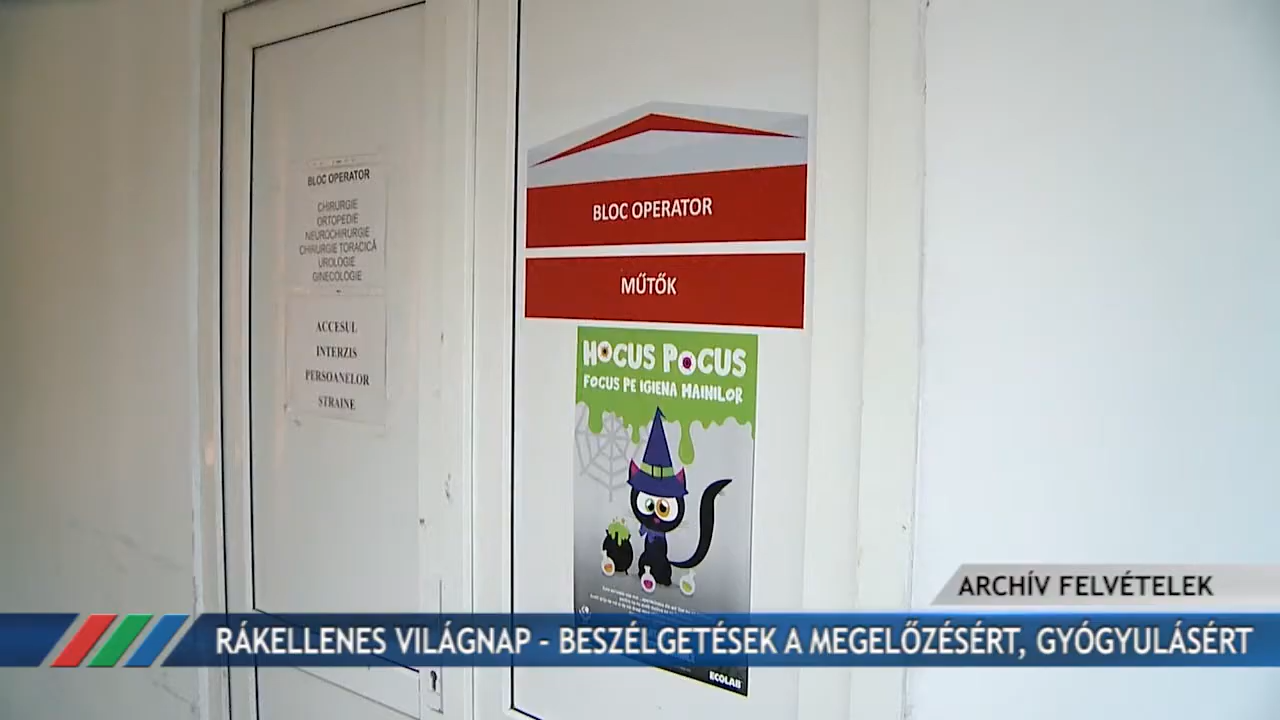 BLOC OPERATOR
CHIRURGIE
ORTOPEDIE
NEUROCHIRURGIE
CHIRURGIE TORACICĂ
UROLOGIE
GINECOLOGIE
ACCESUL
INTERZIS
PERSOANELOR
STRAINE
BLOC OPERATOR
MŰTŐK
HOCUS POCUS
FOCUS PE IGIENA MAINILOR
ECOLAB
ARCHÍV FELVÉTELEK
RÁKELLENES VILÁGNAP - BESZÉLGETÉSEK A MEGELŐZÉSÉRT, GYÓGYULÁSÉRT